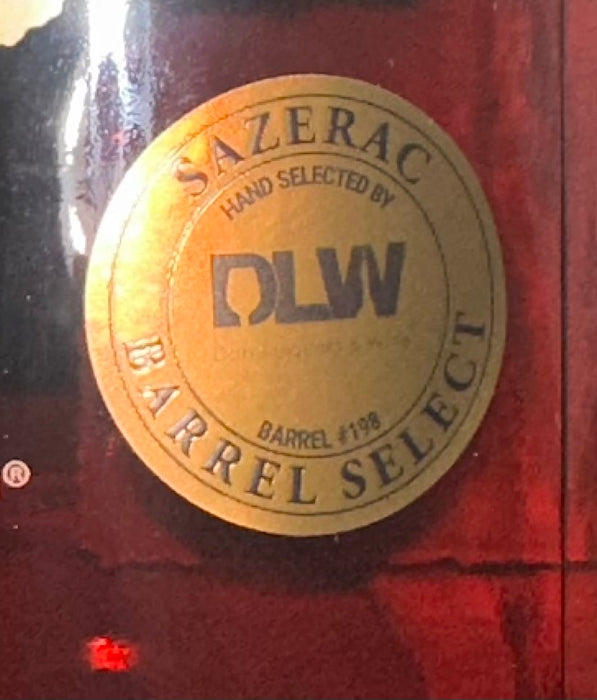 SAZERAC
HAND SELECTED BY
DLW
BARREL #198
BARREL SELECT
®